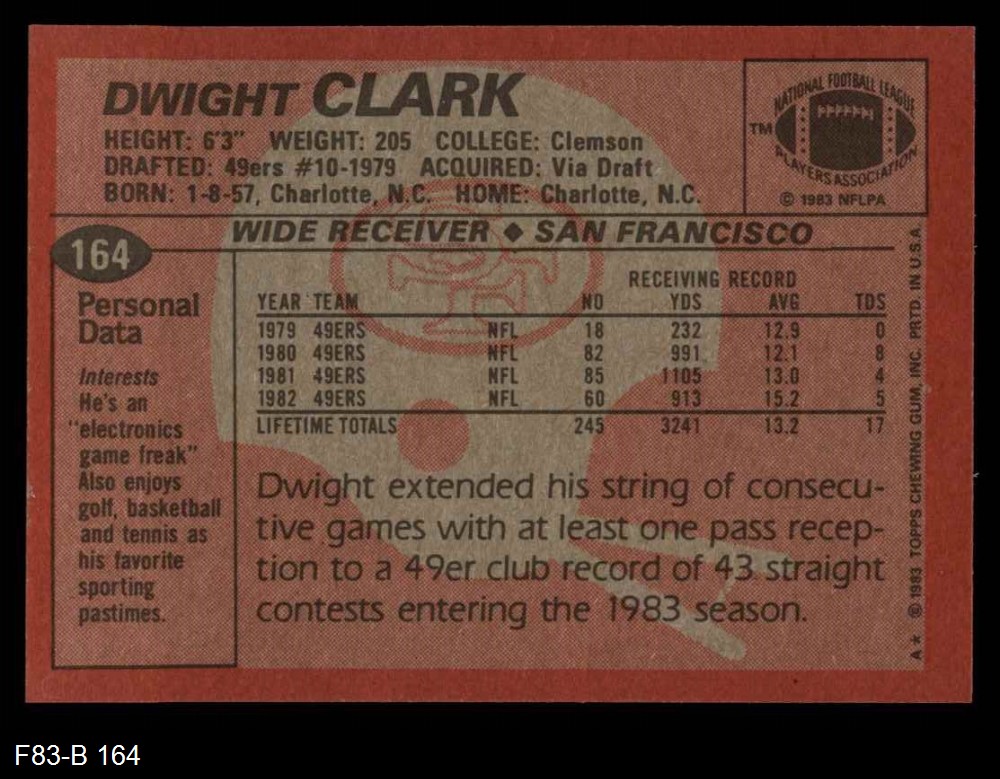 DWIGHT CLARK
HEIGHT: 6'3" WEIGHT: 205 COLLEGE: Clemson
DRAFTED: 49ers #10-1979 ACQUIRED: Via Draft
BORN: 1-8-57, Charlotte, N.C. HOME: Charlotte, N.C.
NATIONAL FOOTBALL LEAGUE
TM
PLAYERS ASSOCIATION
© 1983 NFLPA
WIDE RECEIVER ◆ SAN FRANCISCO
164
Personal
Data
Interests
He's an
"electronics
game freak"
Also enjoys
golf, basketball
and tennis as
his favorite
sporting
pastimes.
RECEIVING RECORD
YEAR TEAM NO YDS AVG TDS
1979 49ERS NFL 18 232 12.9 0
1980 49ERS NFL 82 991 12.1 8
1981 49ERS NFL 85 1105 13.0 4
1982 49ERS NFL 60 913 15.2 5
LIFETIME TOTALS 245 3241 13.2 17
Dwight extended his string of consecu-
tive games with at least one pass recep-
tion to a 49er club record of 43 straight
contests entering the 1983 season.
A* ® © 1983 TOPPS CHEWING GUM, INC. PRTD. IN U.S.A.
SF
F83-B 164